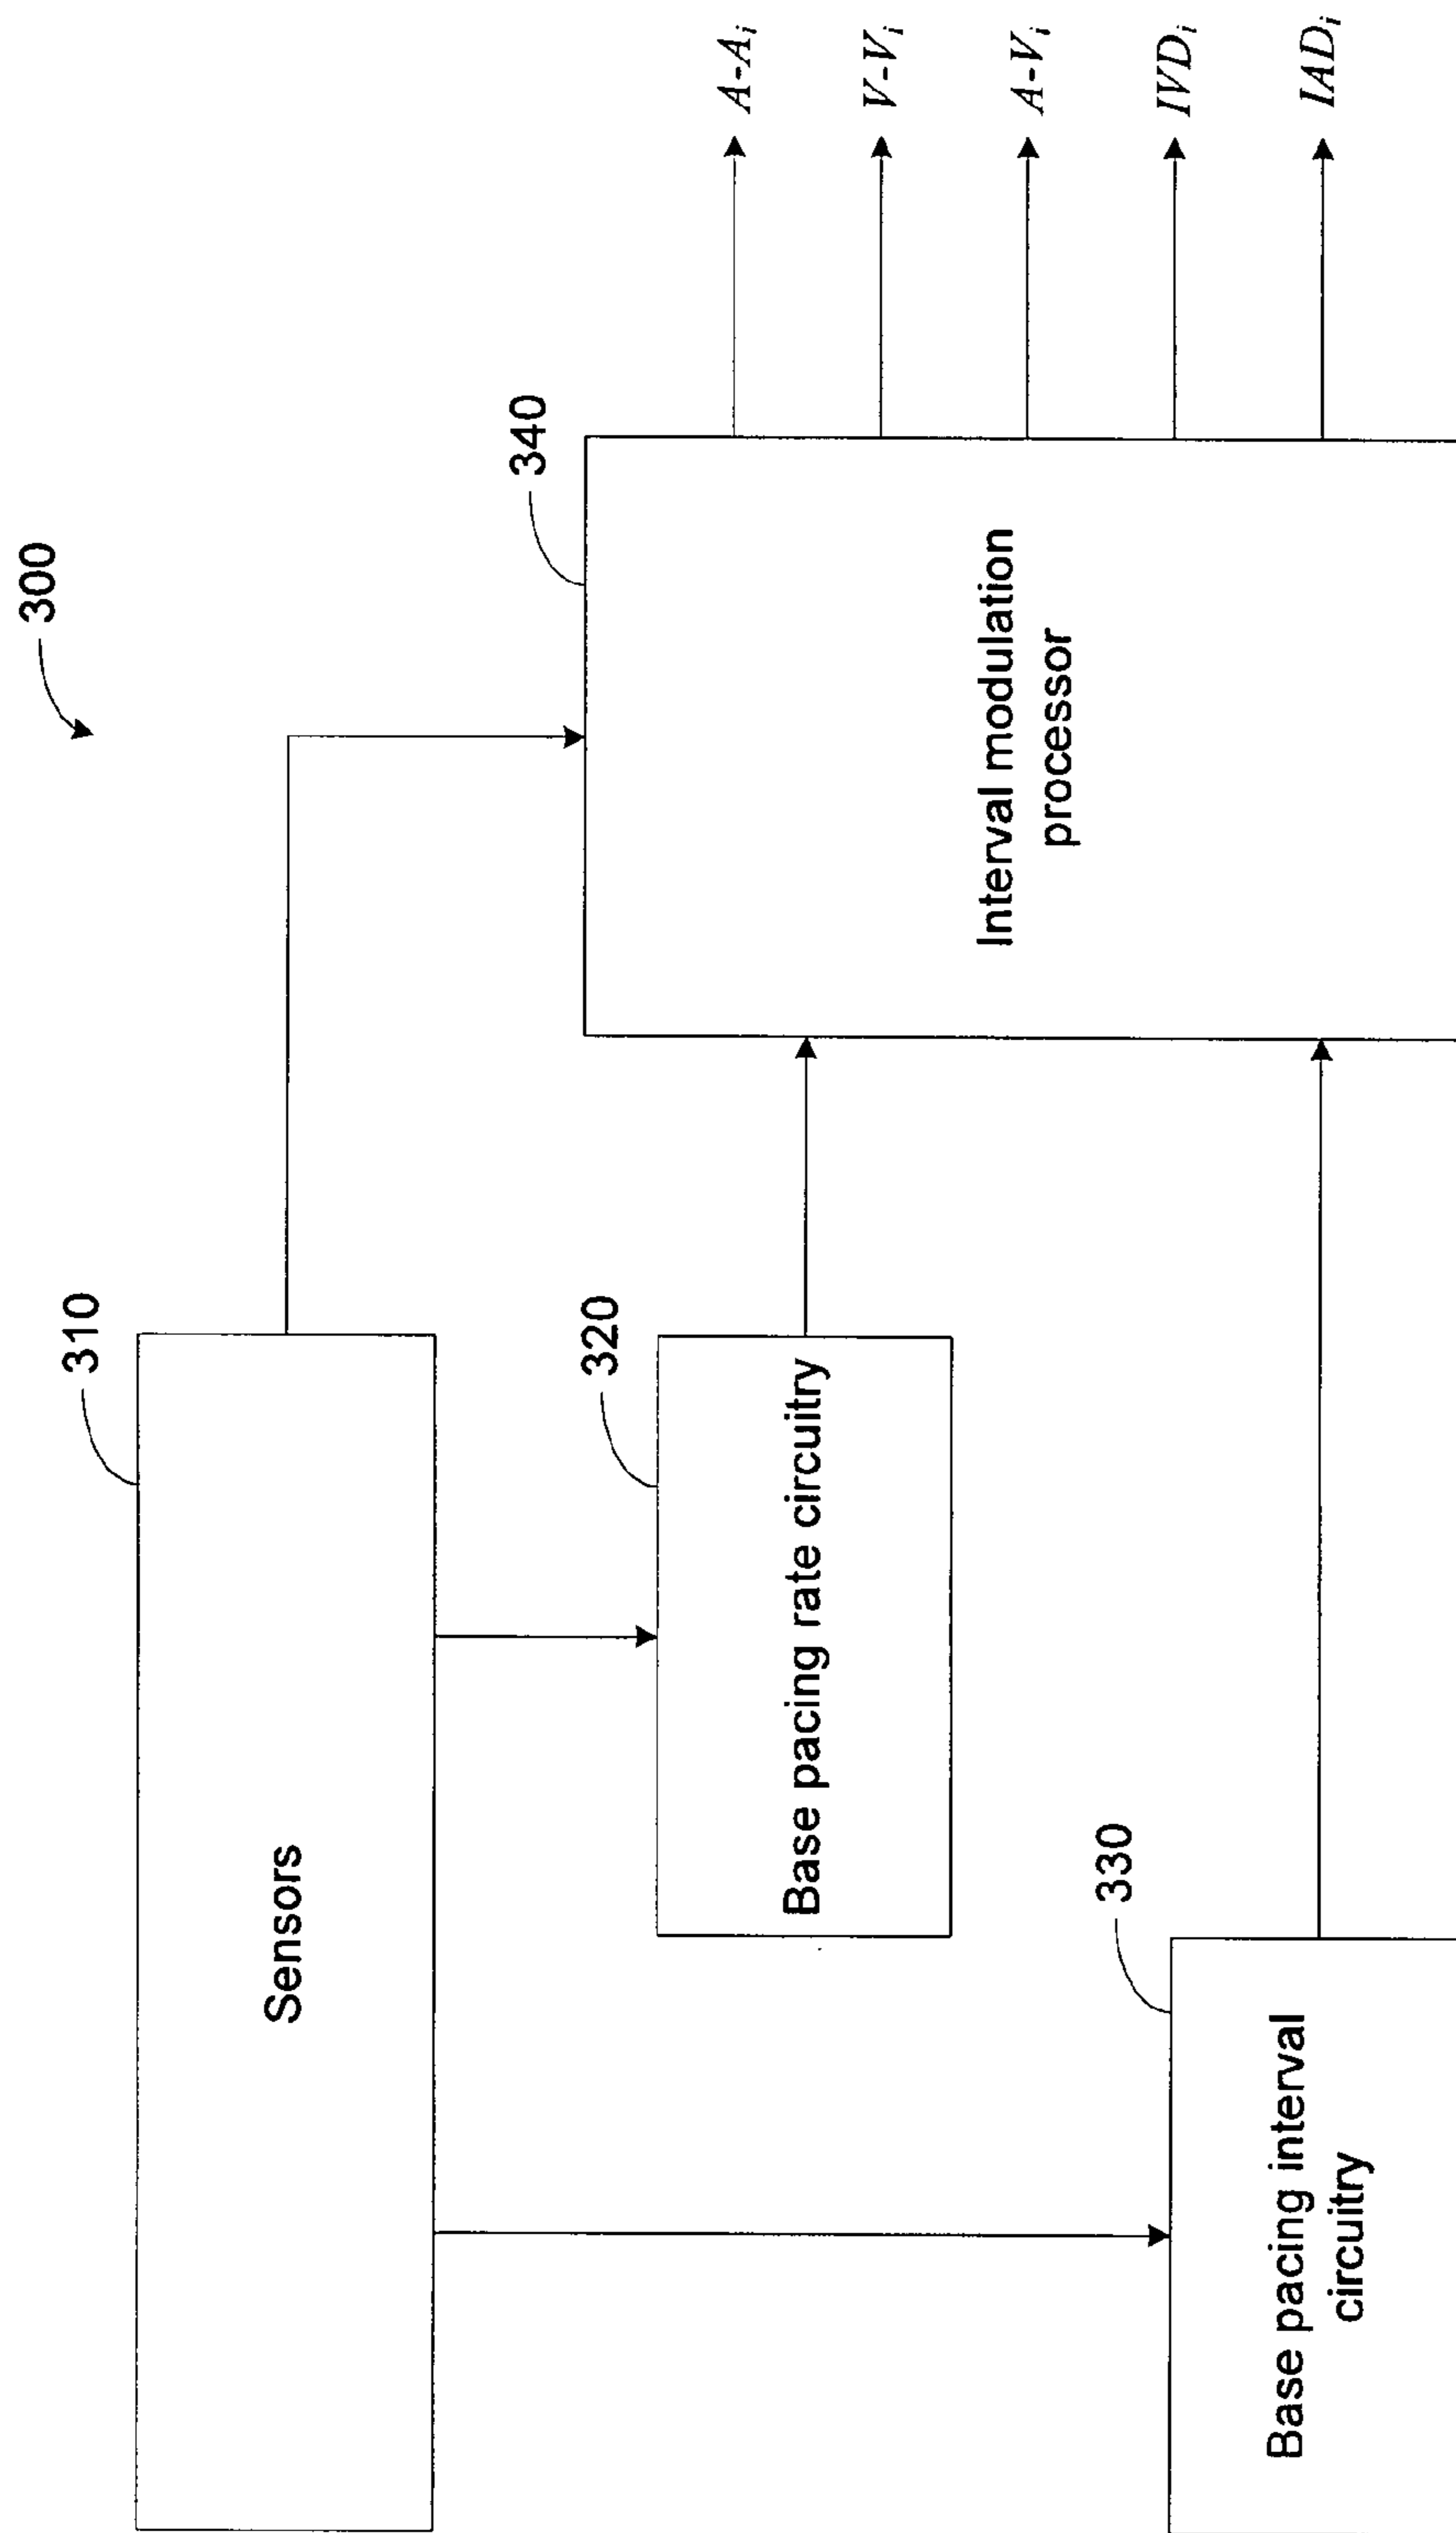 300
310
Sensors
320
Base pacing rate circuitry
330
Base pacing interval
circuitry
340
Interval modulation
processor
A-Aᵢ
V-Vᵢ
A-Vᵢ
IVDᵢ
IADᵢ